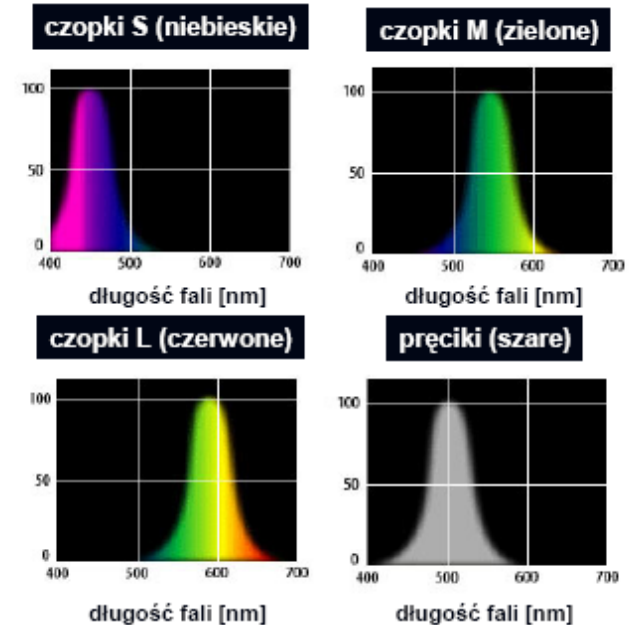 czopki S (niebieskie)
100
50
0
400 500 600 700
długość fali [nm]
czopki M (zielone)
100
50
0
400 500 600 700
długość fali [nm]
czopki L (czerwone)
100
50
0
400 500 600 700
długość fali [nm]
pręciki (szare)
100
50
0
400 500 600 700
długość fali [nm]